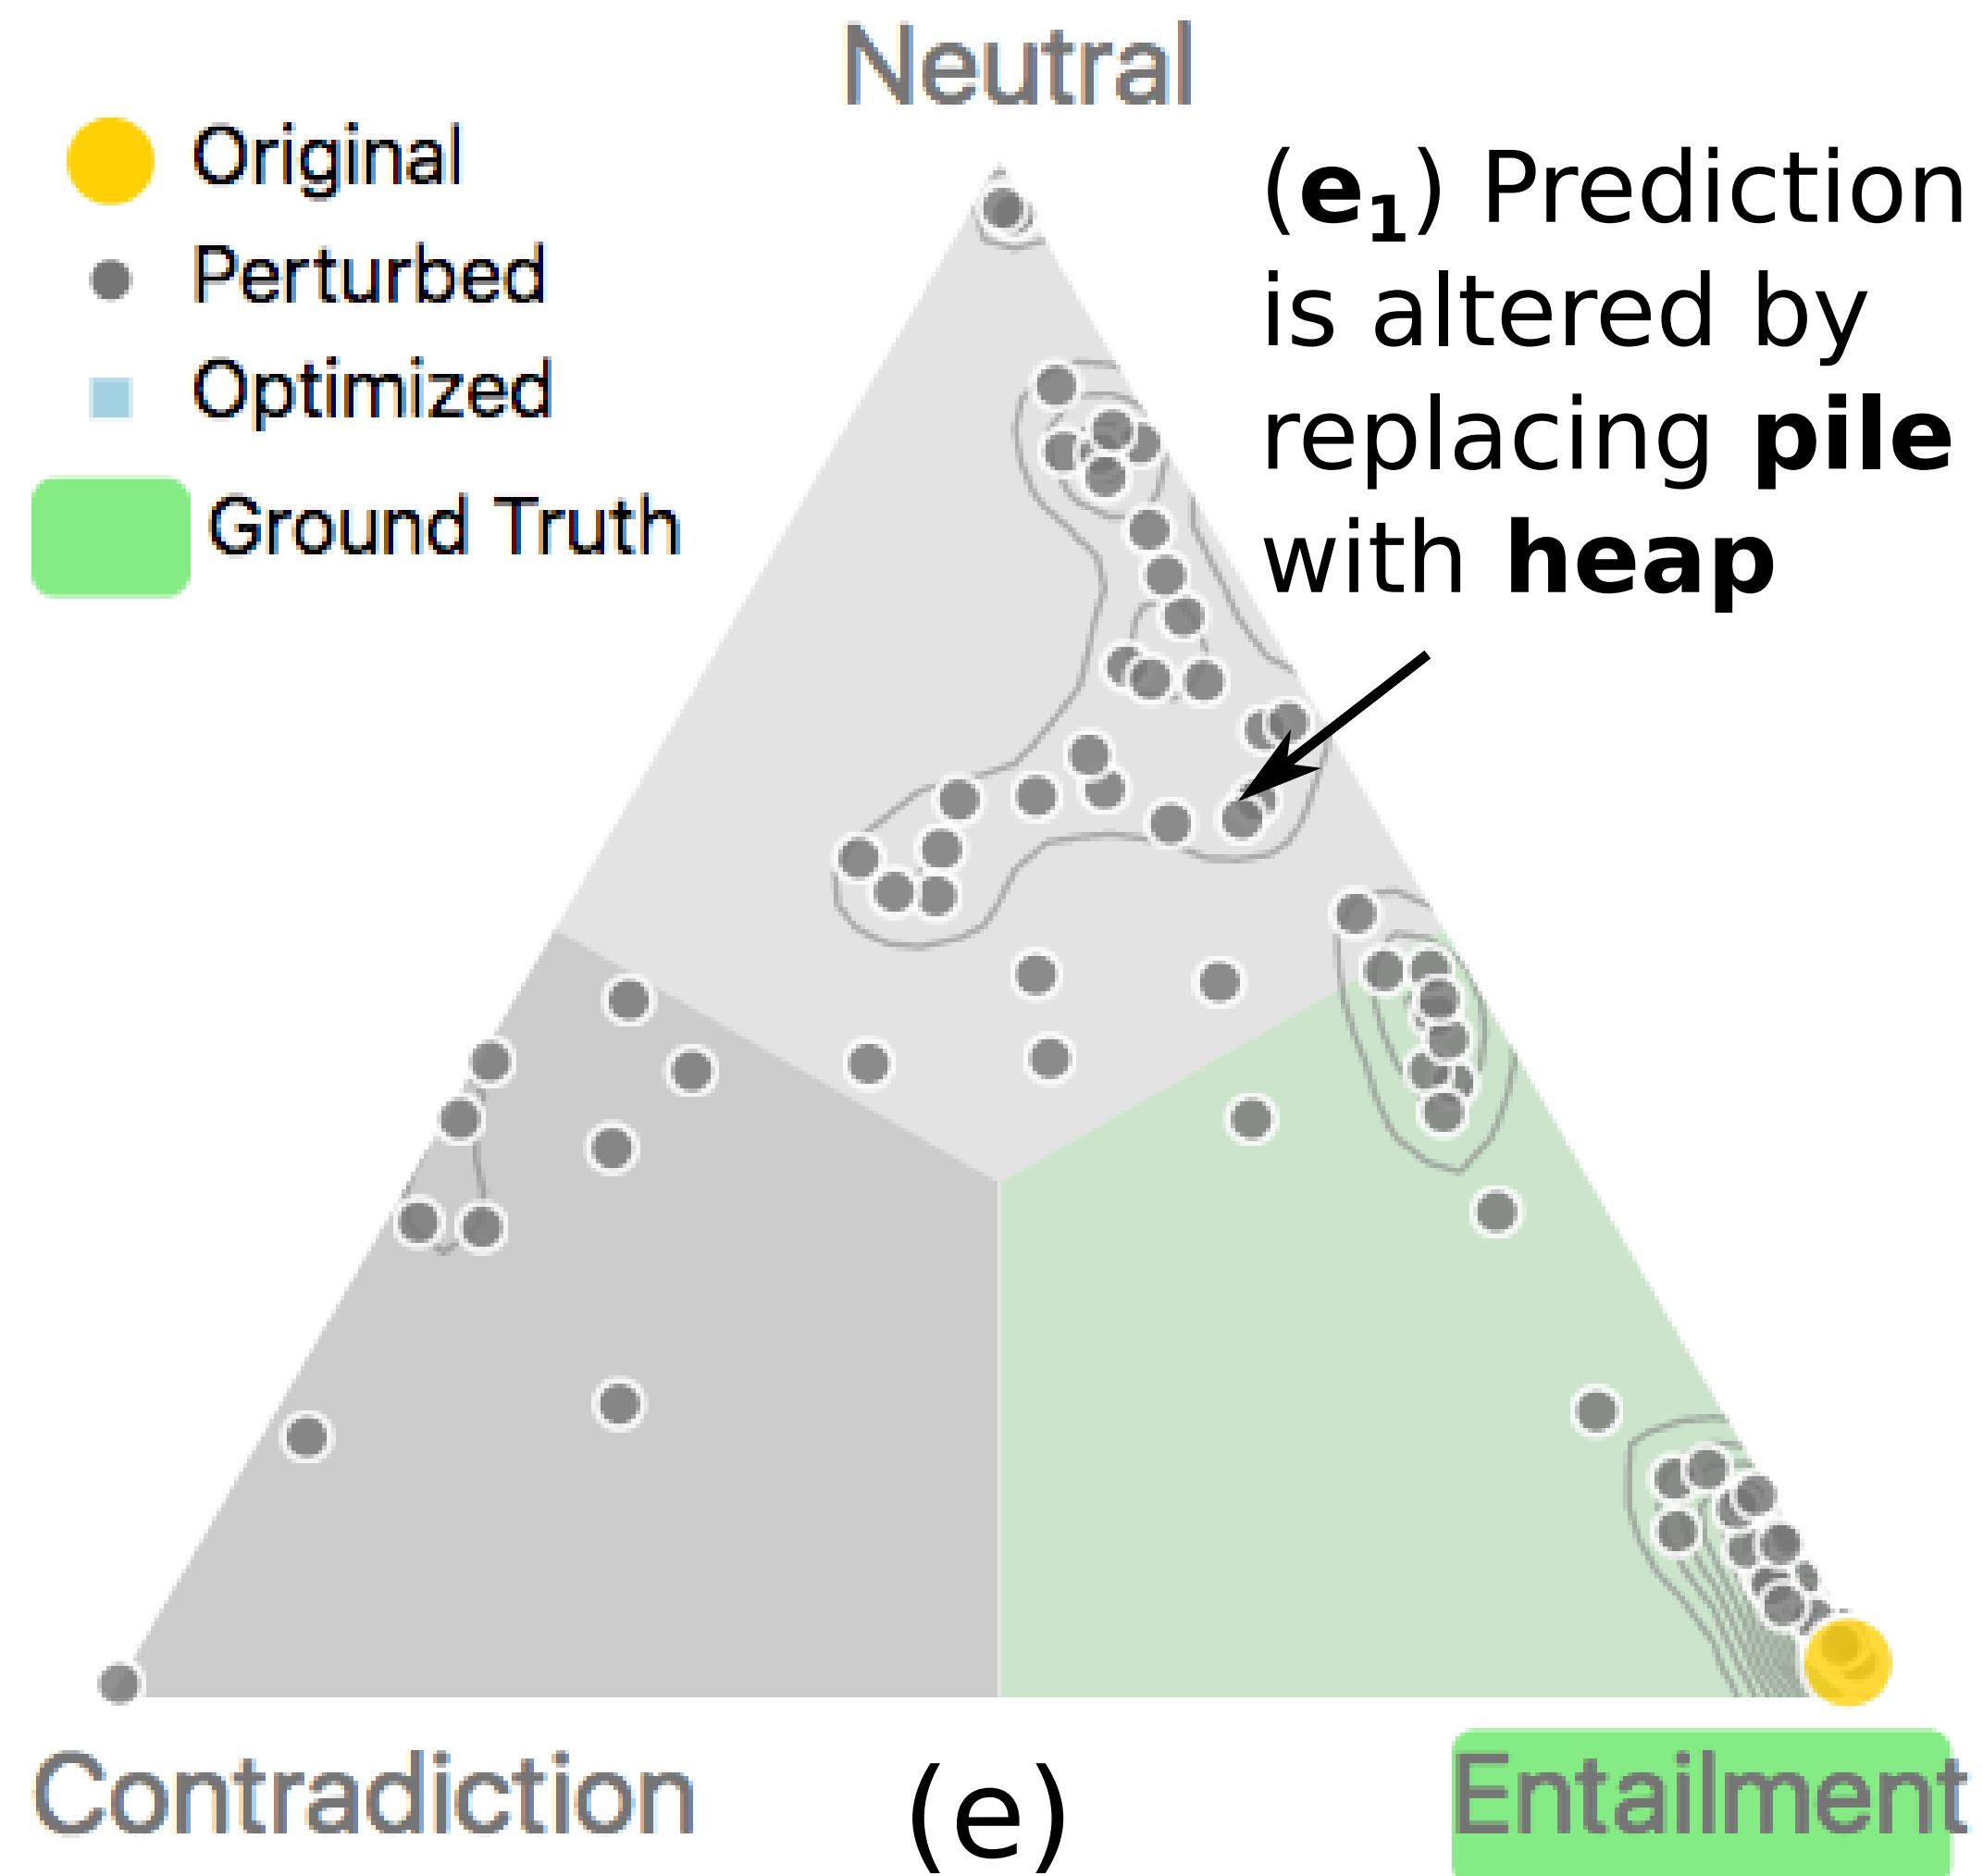 Neutral
Original
Perturbed
Optimized
Ground Truth
(e1) Prediction
is altered by
replacing pile
with heap
Contradiction
(e)
Entailment